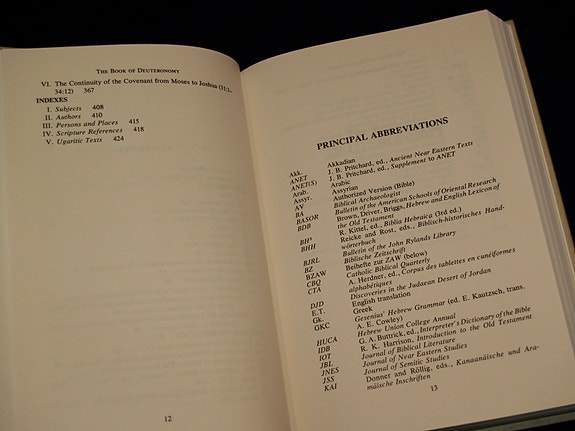 THE BOOK OF DEUTERONOMY
VI. The Continuity of the Covenant from Moses to Joshua (31:1-
34:12) 367
INDEXES
I. Subjects 408
II. Authors 410
III. Persons and Places 415
IV. Scripture References 418
V. Ugaritic Texts 424
12
PRINCIPAL ABBREVIATIONS
Akk. Akkadian
ANET J. B. Pritchard, ed., Ancient Near Eastern Texts
ANET(S) J. B. Pritchard, ed., Supplement to ANET
Arab. Arabic
Assyr. Assyrian
AV Authorized Version (Bible)
BA Biblical Archaeologist
BASOR Bulletin of the American Schools of Oriental Research
BDB Brown, Driver, Briggs, Hebrew and English Lexicon of
the Old Testament
BH³ R. Kittel, ed., Biblia Hebraica (3rd ed.)
BHH Reicke and Rost, eds., Biblisch-historisches Hand-
wörterbuch
BJRL Bulletin of the John Rylands Library
BZ Biblische Zeitschrift
BZAW Beihefte zur ZAW (below)
CBQ Catholic Biblical Quarterly
CTA A. Herdner, ed., Corpus des tablettes en cunéiformes
alphabétiques
DJD Discoveries in the Judaean Desert of Jordan
E.T. English translation
Gk. Greek
GKC Gesenius' Hebrew Grammar (ed. E. Kautzsch, trans.
A. E. Cowley)
HUCA Hebrew Union College Annual
IDB G. A. Buttrick, ed., Interpreter's Dictionary of the Bible
IOT R. K. Harrison, Introduction to the Old Testament
JBL Journal of Biblical Literature
JNES Journal of Near Eastern Studies
JSS Journal of Semitic Studies
KAI Donner and Röllig, eds., Kanaanäische und Ara-
mäische Inschriften
13